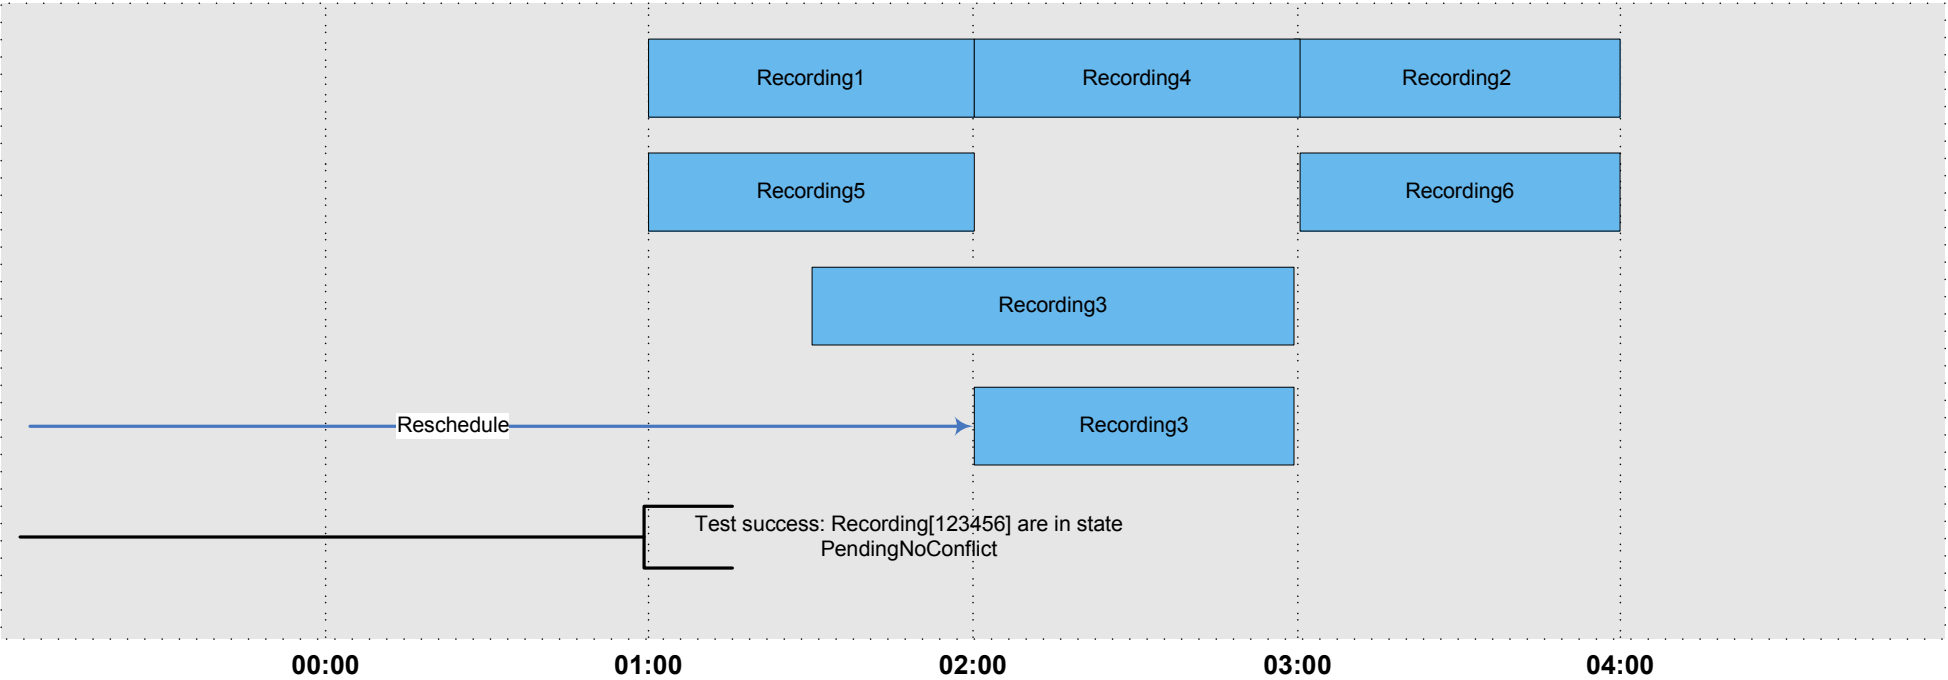 Recording1
Recording4
Recording2
Recording5
Recording6
Recording3
Reschedule
Recording3
Test success: Recording[123456] are in state
PendingNoConflict
00:00
01:00
02:00
03:00
04:00